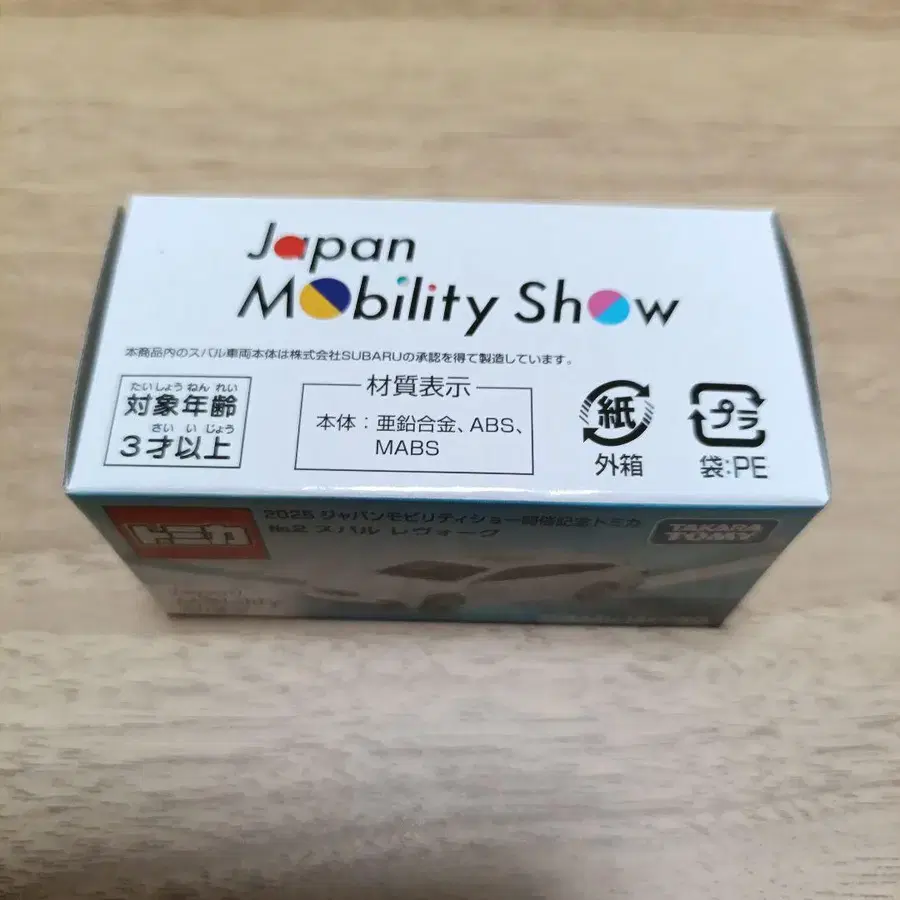 Japan
Mobility Show
本商品内のスバル車両本体は株式会社SUBARUの承認を得て製造しています。
たいしょうねんれい
対象年齢
さいいじょう
3才以上
材質表示
本体：亜鉛合金、ABS、
MABS
紙
外箱
プラ
袋:PE
トミカ
2025 ジャパンモビリティショー開催記念トミカ
No.2 スバル レヴォーグ
TAKARA
TOMY
Japan
Mobility